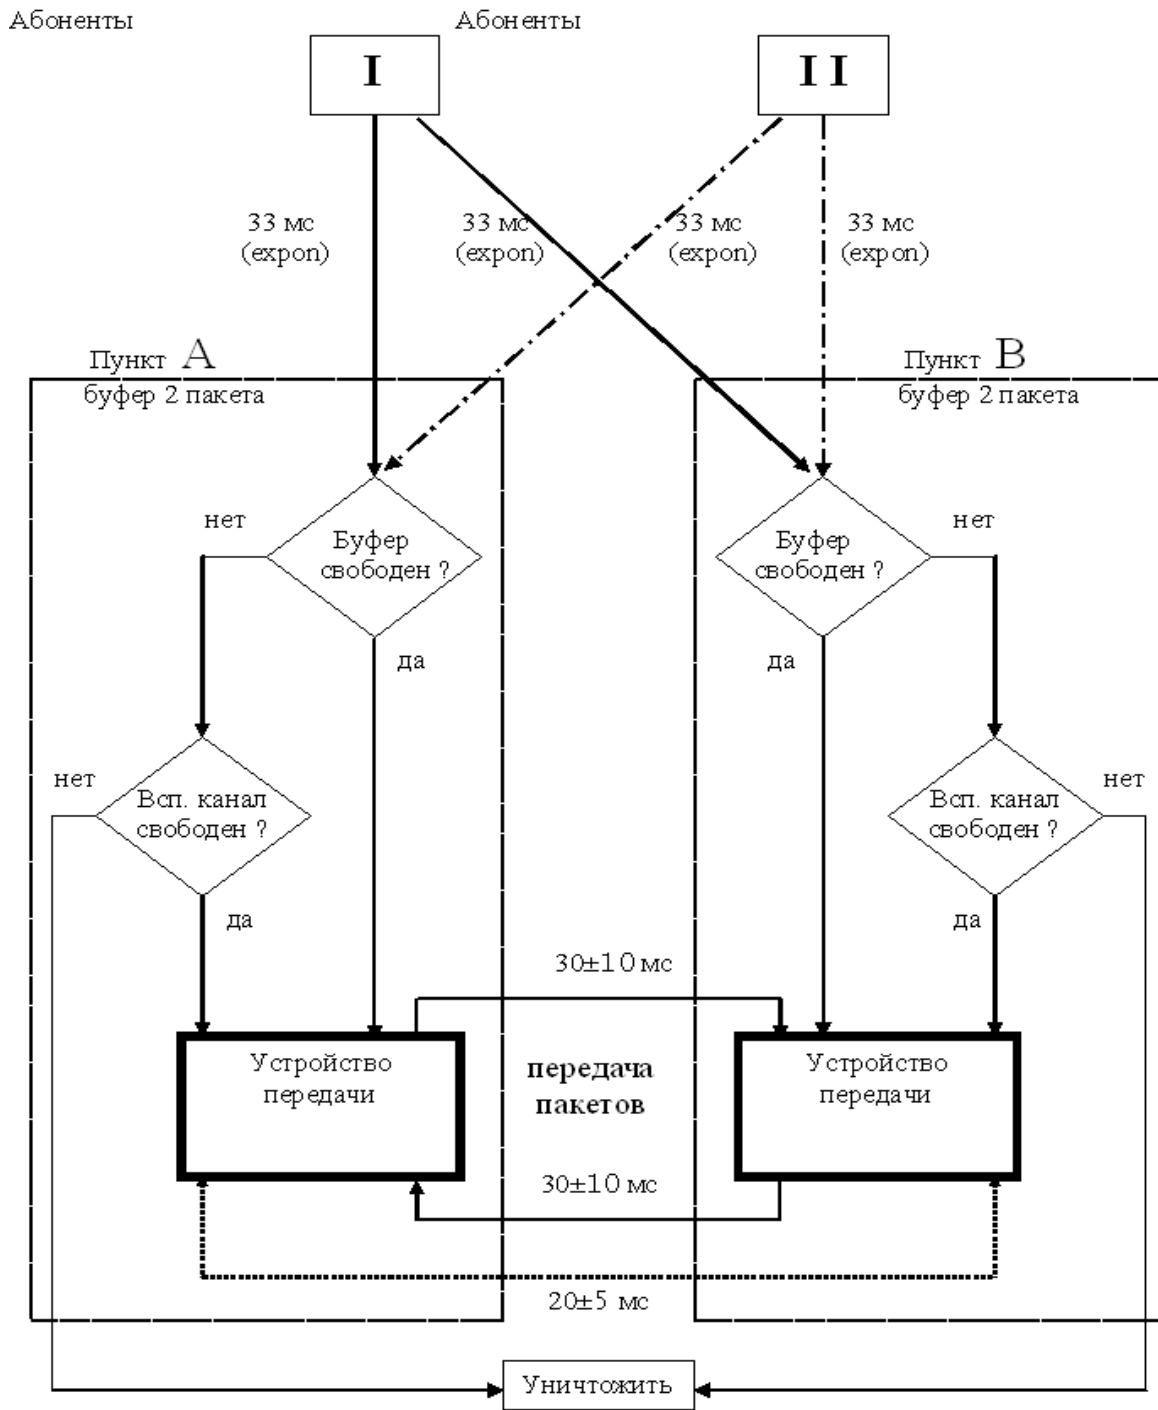 Абоненты
Абоненты
I
I I
33 мс
(expon)
33 мс
(expon)
33 мс
(expon)
33 мс
(expon)
Пункт A
буфер 2 пакета
Пункт B
буфер 2 пакета
нет
Буфер
свободен ?
да
Буфер
свободен ?
нет
да
нет
Всп. канал
свободен ?
да
Всп. канал
свободен ?
нет
да
30±10 мс
Устройство
передачи
передача
пакетов
Устройство
передачи
30±10 мс
20±5 мс
Уничтожить